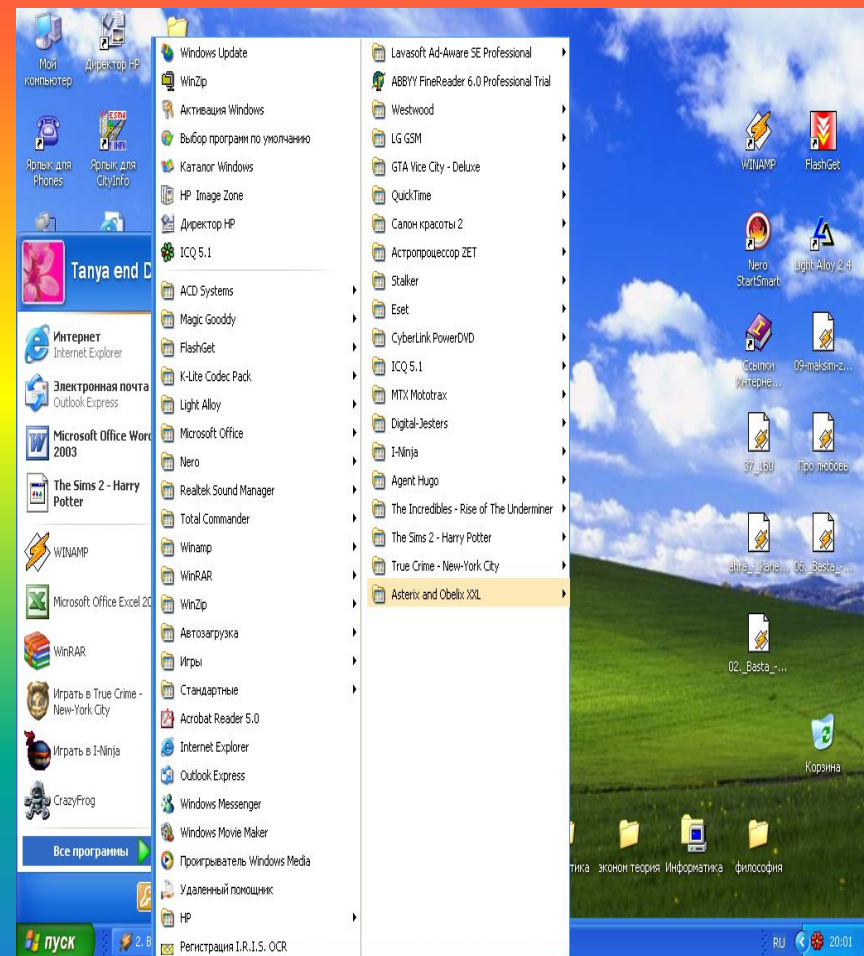 Мой
компьютер
Директор HP
Ярлык для
Phones
Ярлык для
CityInfo
Tanya end D
Интернет
Internet Explorer
Электронная почта
Outlook Express
Microsoft Office Word
2003
The Sims 2 - Harry
Potter
WINAMP
Microsoft Office Excel 20
WinRAR
Играть в True Crime -
New-York City
Играть в I-Ninja
CrazyFrog
Все программы
пуск
2. B
Windows Update
WinZip
Активация Windows
Выбор программ по умолчанию
Каталог Windows
HP Image Zone
Директор HP
ICQ 5.1
ACD Systems
Magic Gooddy
FlashGet
K-Lite Codec Pack
Light Alloy
Microsoft Office
Nero
Realtek Sound Manager
Total Commander
Winamp
WinRAR
WinZip
Автозагрузка
Игры
Стандартные
Acrobat Reader 5.0
Internet Explorer
Outlook Express
Windows Messenger
Windows Movie Maker
Проигрыватель Windows Media
Удаленный помощник
HP
Регистрация I.R.I.S. OCR
Lavasoft Ad-Aware SE Professional
ABBYY FineReader 6.0 Professional Trial
Westwood
LG GSM
GTA Vice City - Deluxe
QuickTime
Салон красоты 2
Астропроцессор ZET
Stalker
Eset
CyberLink PowerDVD
ICQ 5.1
MTX Mototrax
Digital-Jesters
I-Ninja
Agent Hugo
The Incredibles - Rise of The Underminer
The Sims 2 - Harry Potter
True Crime - New-York City
Asterix and Obelix XXL
WINAMP
FlashGet
Nero
StartSmart
Light Alloy 2.4
Ссылки
Интерне...
09-maksim-z...
37_160
Про любовь
06._Basta_-...
02._Basta_-...
Корзина
тика
эконом теория
Информатика
философия
RU
20:01